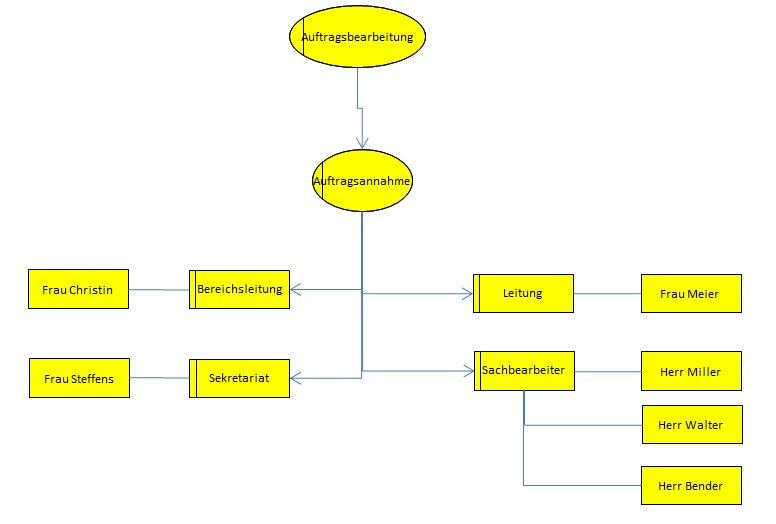 Auftragsbearbeitung
Auftragsannahme
Frau Christin
Bereichsleitung
Leitung
Frau Meier
Frau Steffens
Sekretariat
Sachbearbeiter
Herr Miller
Herr Walter
Herr Bender